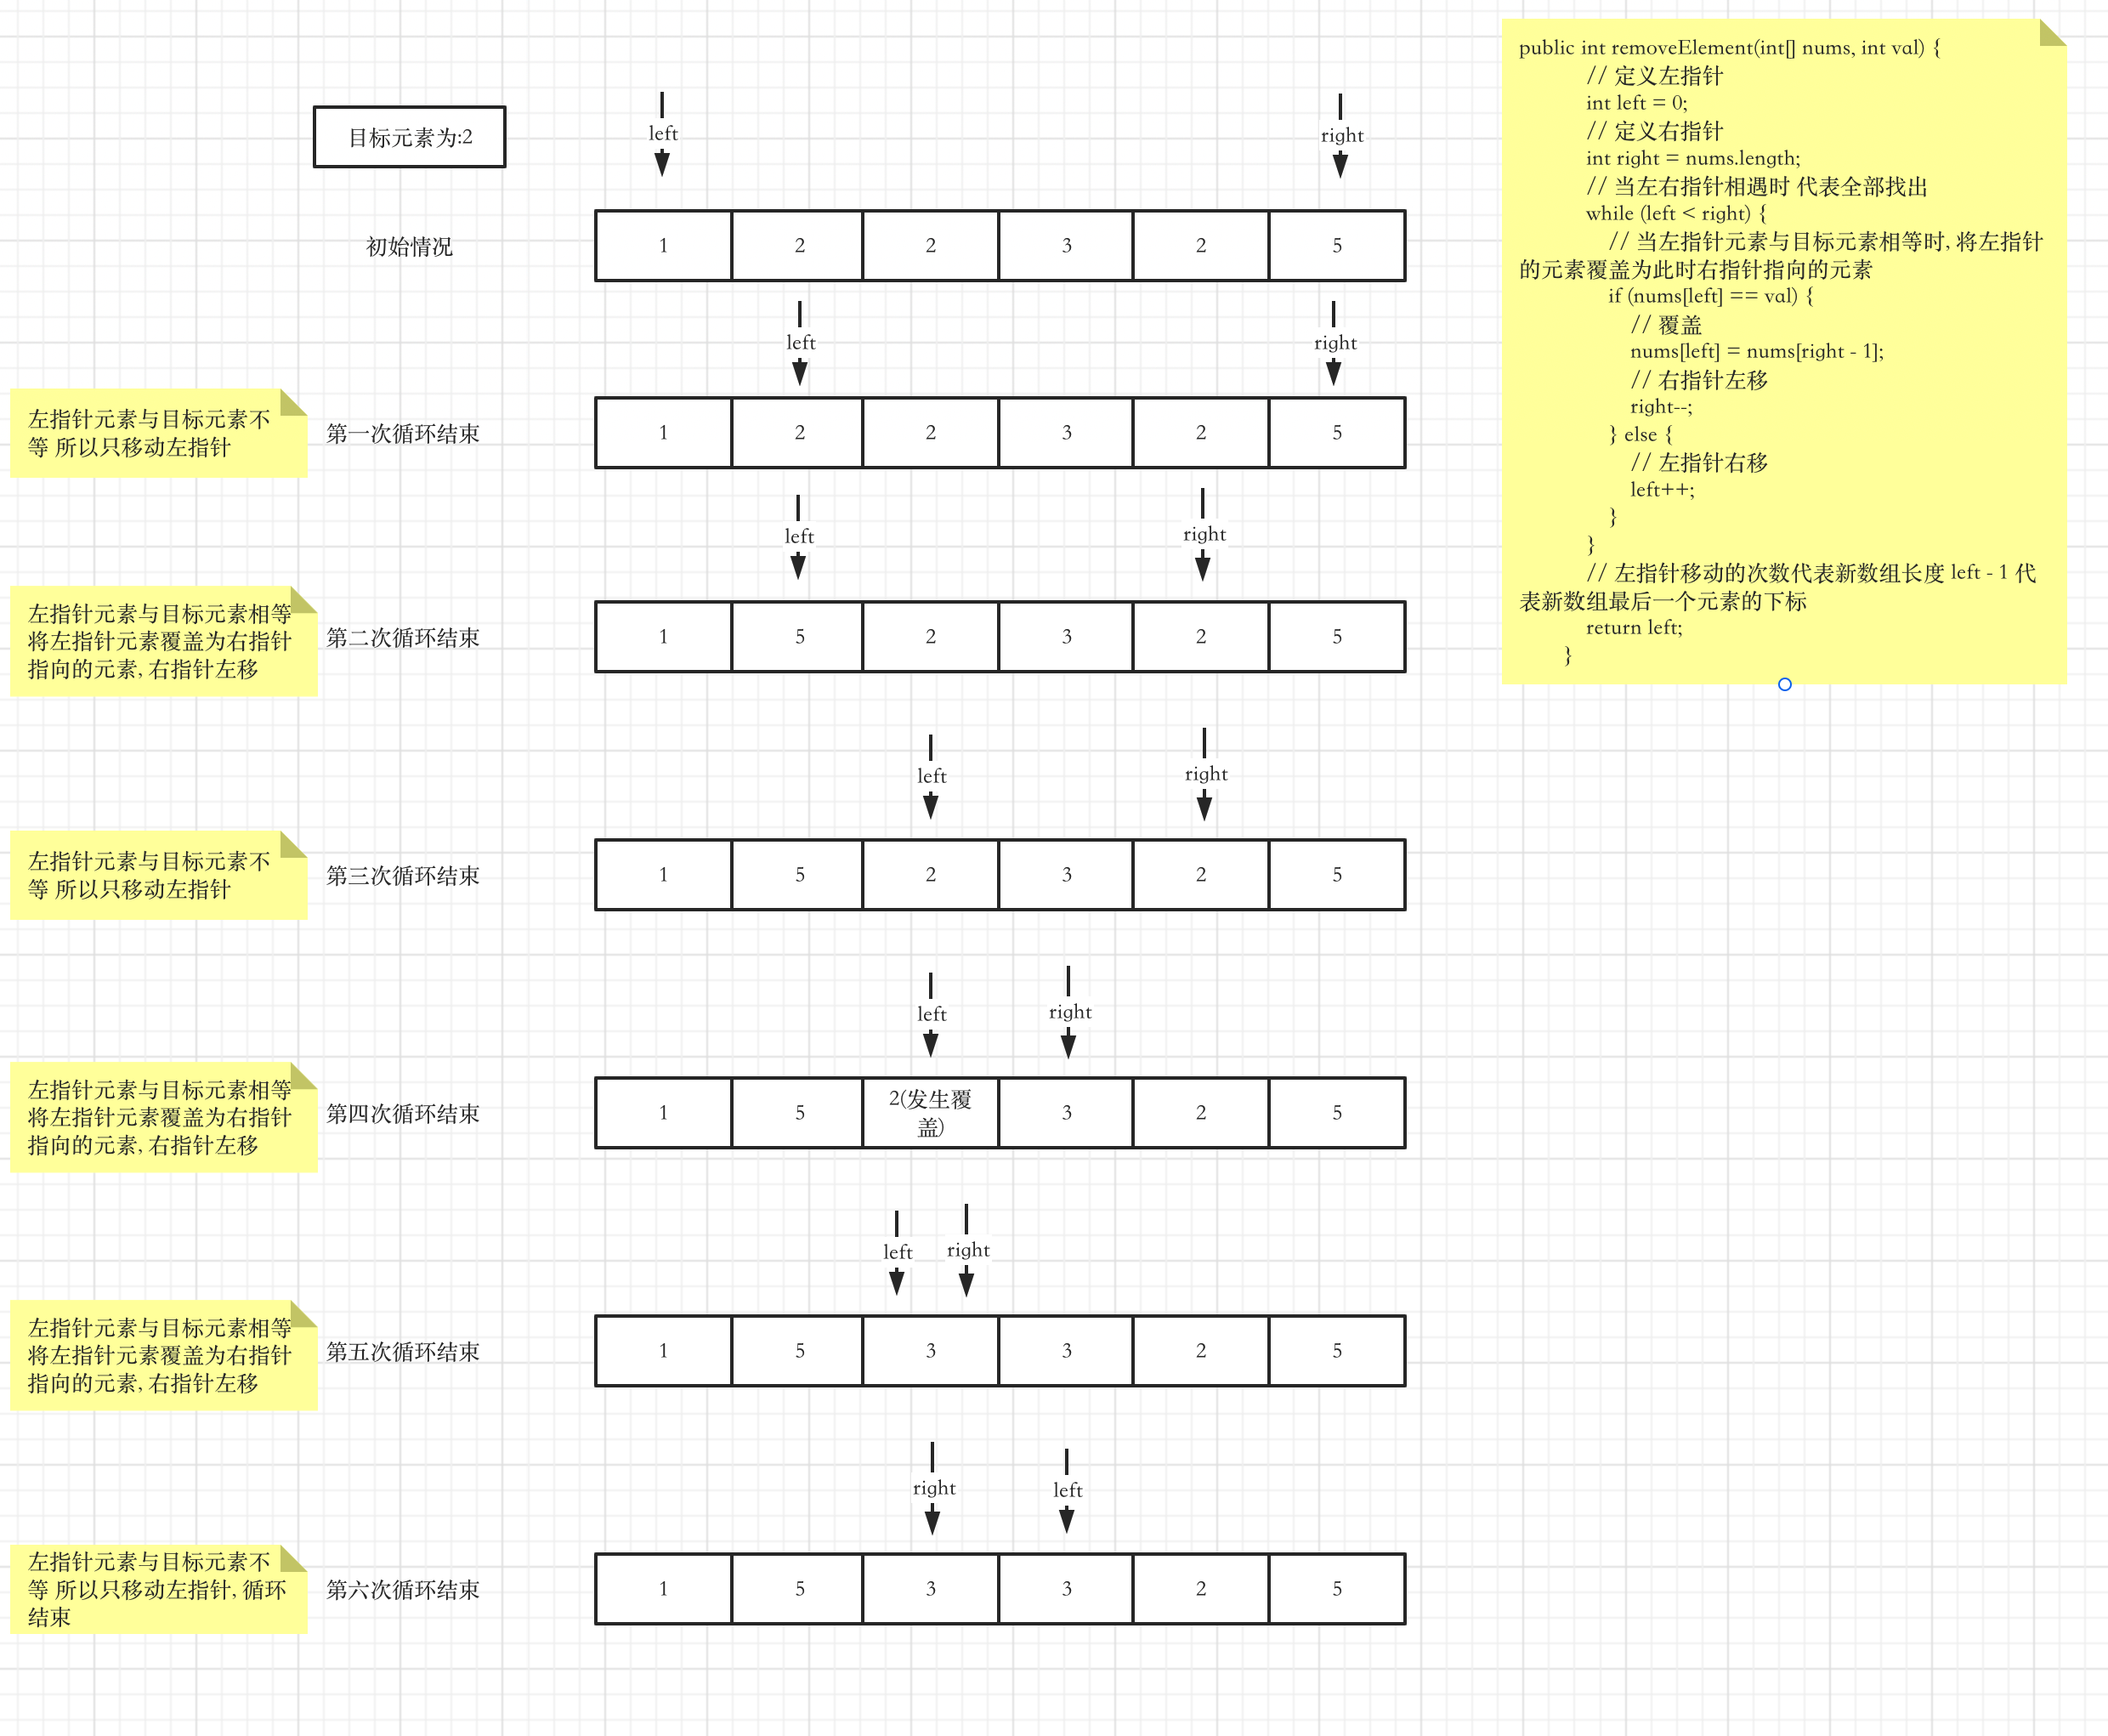 目标元素为:2
left
right
初始情况
1 2 2 3 2 5
left
right
左指针元素与目标元素不
等 所以只移动左指针
第一次循环结束
1 2 2 3 2 5
left
right
左指针元素与目标元素相等
将左指针元素覆盖为右指针
指向的元素, 右指针左移
第二次循环结束
1 5 2 3 2 5
left
right
左指针元素与目标元素不
等 所以只移动左指针
第三次循环结束
1 5 2 3 2 5
left
right
左指针元素与目标元素相等
将左指针元素覆盖为右指针
指向的元素, 右指针左移
第四次循环结束
1 5 2(发生覆
盖) 3 2 5
left
right
左指针元素与目标元素相等
将左指针元素覆盖为右指针
指向的元素, 右指针左移
第五次循环结束
1 5 3 3 2 5
right
left
左指针元素与目标元素不
等 所以只移动左指针, 循环
结束
第六次循环结束
1 5 3 3 2 5
public int removeElement(int[] nums, int val) {
// 定义左指针
int left = 0;
// 定义右指针
int right = nums.length;
// 当左右指针相遇时 代表全部找出
while (left < right) {
// 当左指针元素与目标元素相等时, 将左指针
的元素覆盖为此时右指针指向的元素
if (nums[left] == val) {
// 覆盖
nums[left] = nums[right - 1];
// 右指针左移
right--;
} else {
// 左指针右移
left++;
}
}
// 左指针移动的次数代表新数组长度 left - 1 代
表新数组最后一个元素的下标
return left;
}